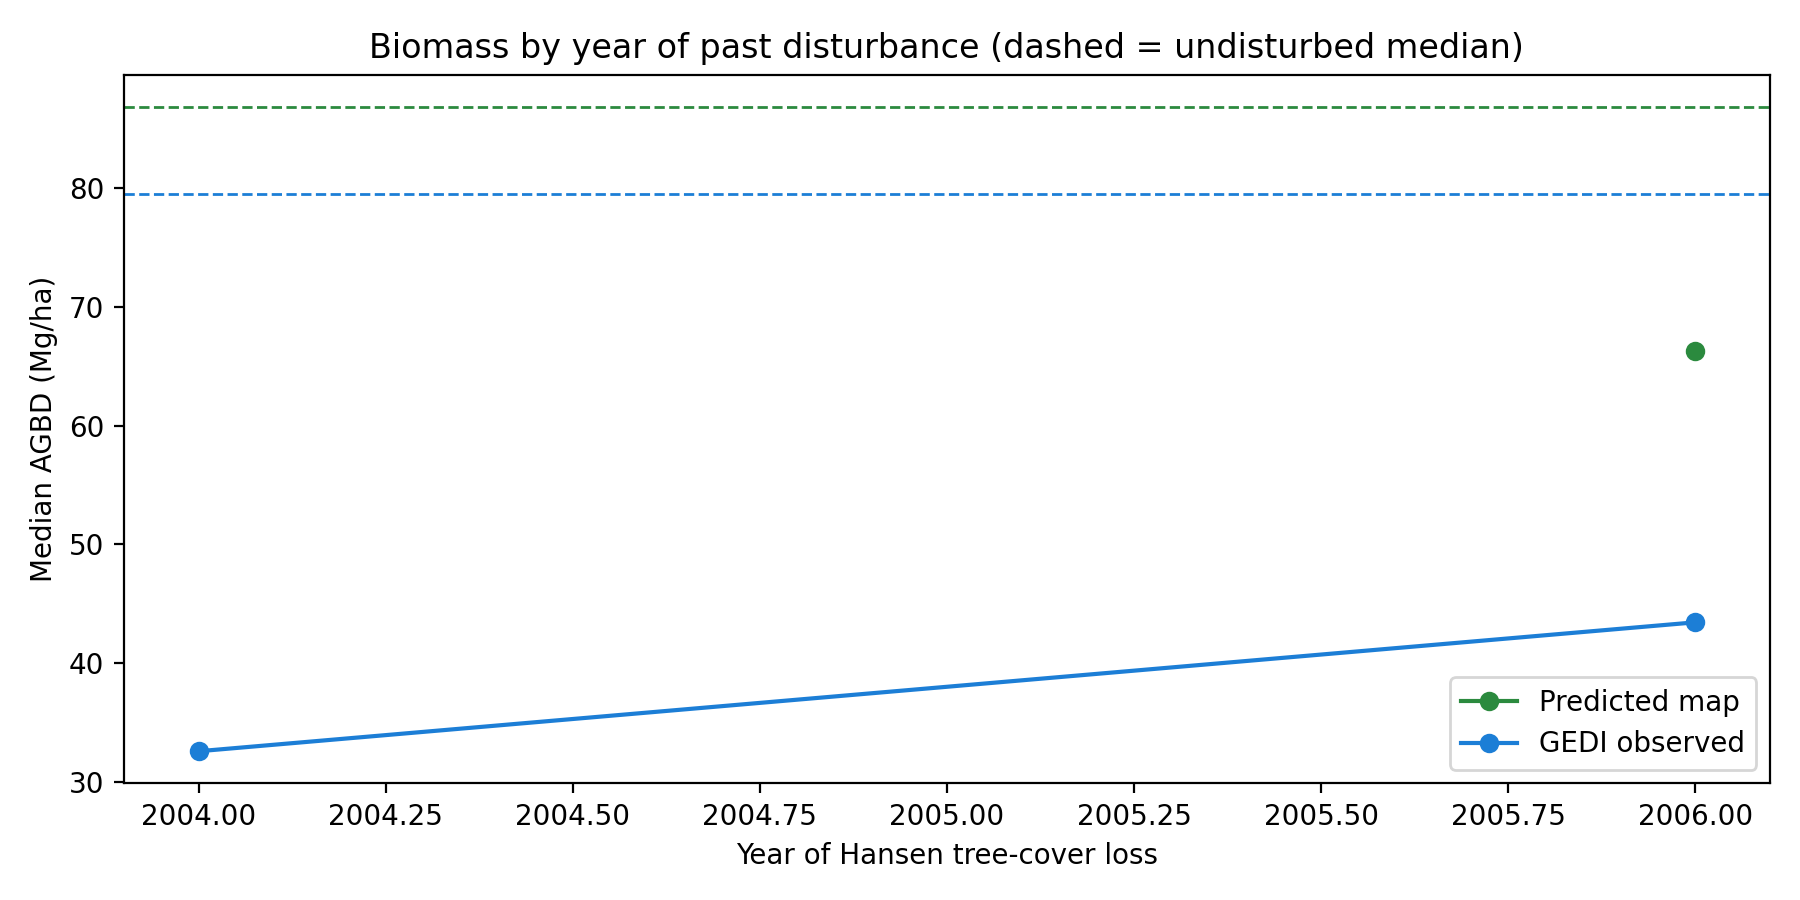 Biomass by year of past disturbance (dashed = undisturbed median)
Median AGBD (Mg/ha)
80
70
60
50
40
30
Predicted map
GEDI observed
2004.00 2004.25 2004.50 2004.75 2005.00 2005.25 2005.50 2005.75 2006.00
Year of Hansen tree-cover loss